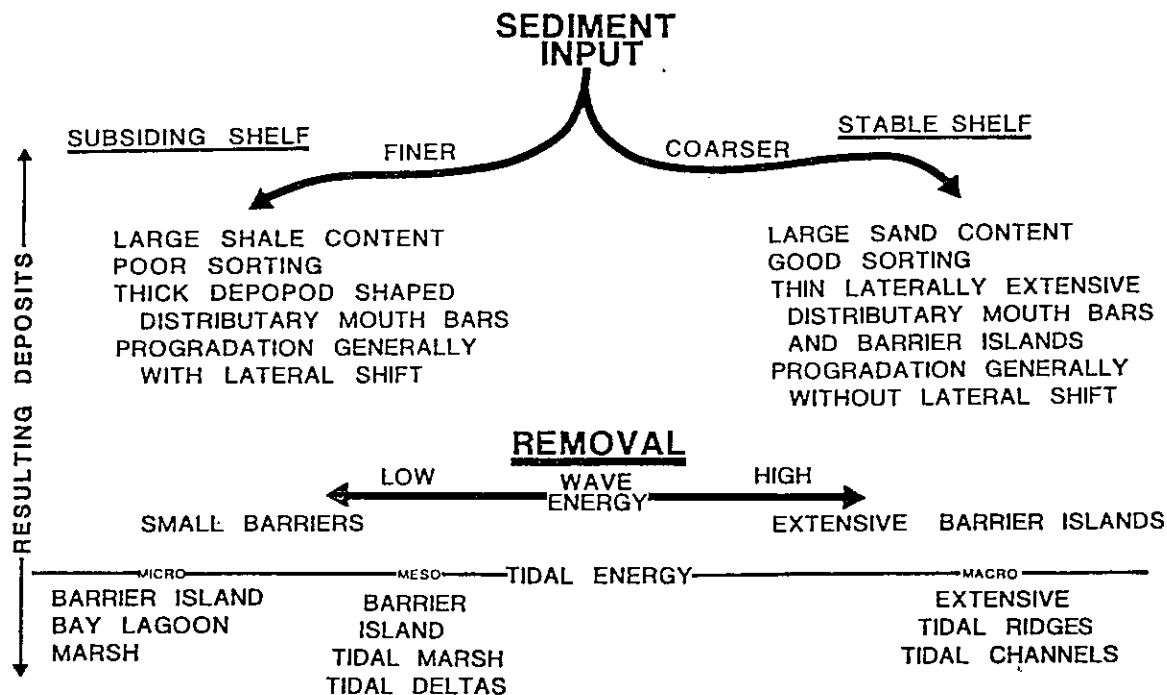 SEDIMENT
INPUT
SUBSIDING SHELF
STABLE SHELF
FINER
COARSER
LARGE SHALE CONTENT
POOR SORTING
THICK DEPOPOD SHAPED
DISTRIBUTARY MOUTH BARS
PROGRADATION GENERALLY
WITH LATERAL SHIFT
LARGE SAND CONTENT
GOOD SORTING
THIN LATERALLY EXTENSIVE
DISTRIBUTARY MOUTH BARS
AND BARRIER ISLANDS
PROGRADATION GENERALLY
WITHOUT LATERAL SHIFT
RESULTING DEPOSITS
REMOVAL
LOW
WAVE
ENERGY
HIGH
SMALL BARRIERS
EXTENSIVE BARRIER ISLANDS
MICRO
MESO
TIDAL ENERGY
MACRO
BARRIER ISLAND
BAY LAGOON
MARSH
BARRIER
ISLAND
TIDAL MARSH
TIDAL DELTAS
EXTENSIVE
TIDAL RIDGES
TIDAL CHANNELS